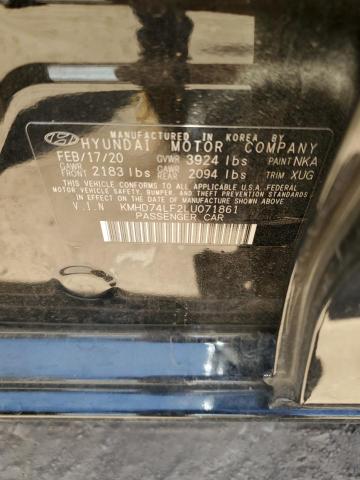 MANUFACTURED IN KOREA BY
HYUNDAI MOTOR COMPANY
FEB/17/20 GVWR 3924 lbs PAINT NKA
GAWR FRONT 2183 lbs GAWR REAR 2094 lbs TRIM XUG
THIS VEHICLE CONFORMS TO ALL APPLICABLE U.S.A. FEDERAL
MOTOR VEHICLE SAFETY, BUMPER, AND THEFT PREVENTION
STANDARDS IN EFFECT ON THE DATE OF MANUFACTURE SHOWN ABOVE.
V.I.N KMHD74LF2LU071861
PASSENGER CAR